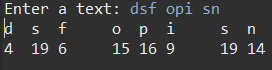 Enter a text: dsf opi sn
d  s  f     o  p  i     s  n
4  19 6     15 16 9     19 14